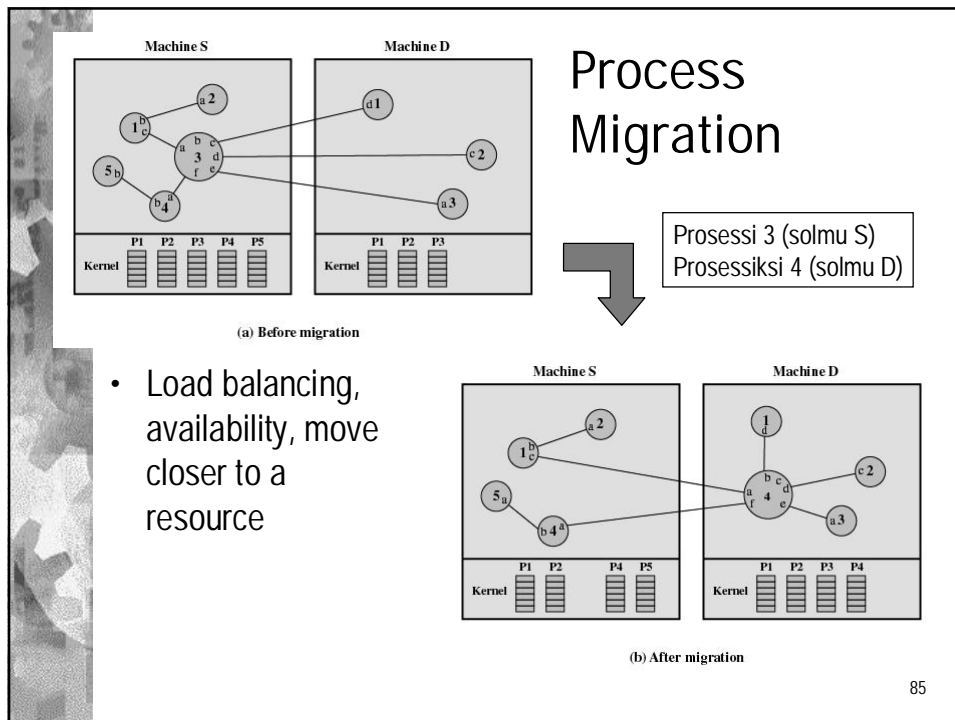 Process
Migration
Machine S
Machine D
a 2
1 b c
a b c d e f 3
5 b
b a 4
d 1
c 2
a 3
Kernel
P1 P2 P3 P4 P5
Kernel
P1 P2 P3
(a) Before migration
Prosessi 3 (solmu S)
Prosessiksi 4 (solmu D)
• Load balancing,
availability, move
closer to a
resource
Machine S
Machine D
a 2
1 b c
5 a
b 4 a
1 d
a b c d e f 4
c 2
a 3
Kernel
P1 P2 P4 P5
Kernel
P1 P2 P3 P4
(b) After migration
85